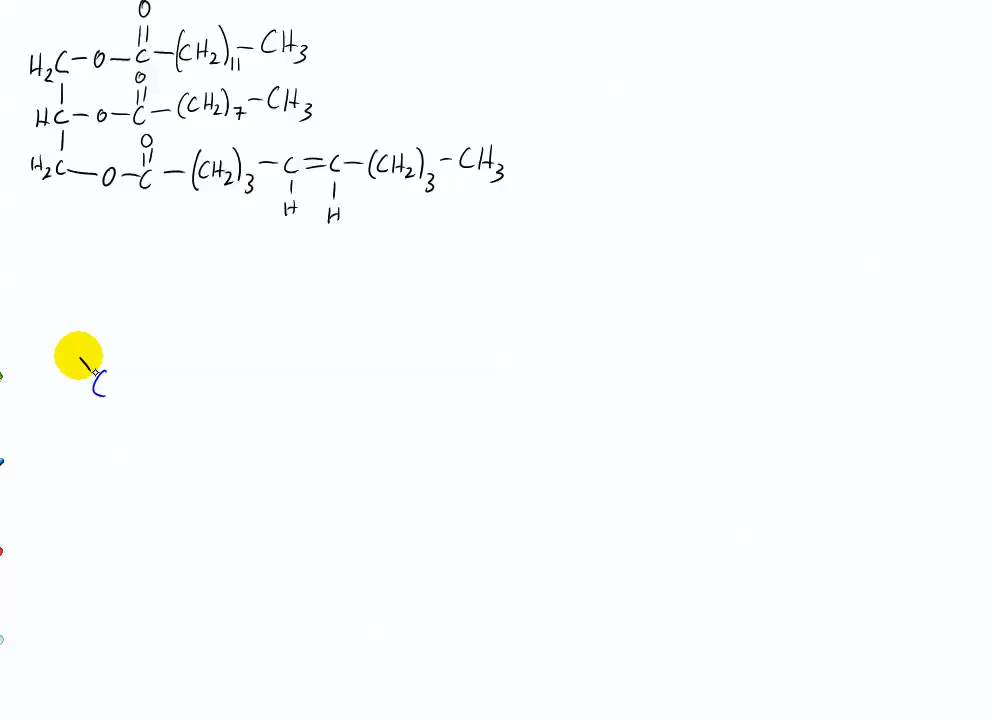 O
||
H₂C-O-C-(CH₂)₁₁-CH₃
|
O
||
HC-O-C-(CH₂)₇-CH₃
|
O
||
H₂C-O-C-(CH₂)₃-C=C-(CH₂)₃-CH₃
| |
H H
C